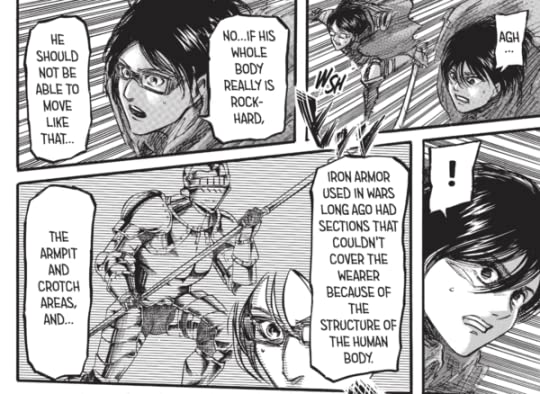 AGH
...
WSH
NO...IF HIS
WHOLE
BODY
REALLY IS
ROCK-
HARD,
HE
SHOULD
NOT BE
ABLE TO
MOVE
LIKE
THAT...
!
IRON ARMOR
USED IN WARS
LONG AGO HAD
SECTIONS THAT
COULDN'T
COVER THE
WEARER
BECAUSE OF
THE
STRUCTURE OF
THE HUMAN
BODY.
THE
ARMPIT
AND
CROTCH
AREAS,
AND...